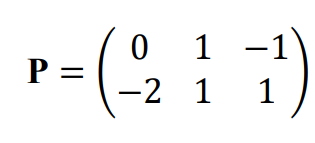 P = ( 0 1 −1
−2 1 1 )